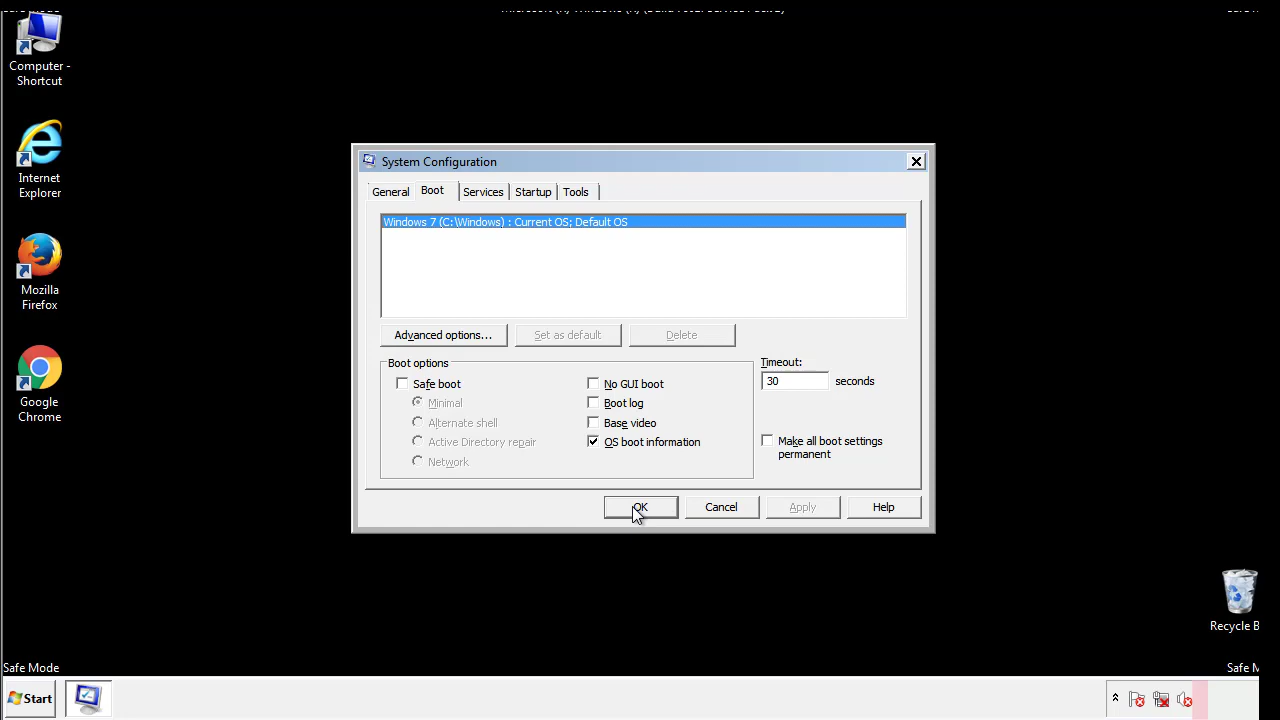 Computer -
Shortcut
Internet
Explorer
Mozilla
Firefox
Google
Chrome
System Configuration
General Boot Services Startup Tools
Windows 7 (C:\Windows) : Current OS; Default OS
Advanced options... Set as default Delete
Boot options
Safe boot
Minimal
Alternate shell
Active Directory repair
Network
No GUI boot
Boot log
Base video
OS boot information
Timeout:
30 seconds
Make all boot settings
permanent
OK Cancel Apply Help
Recycle B
Safe Mode Safe M
Start